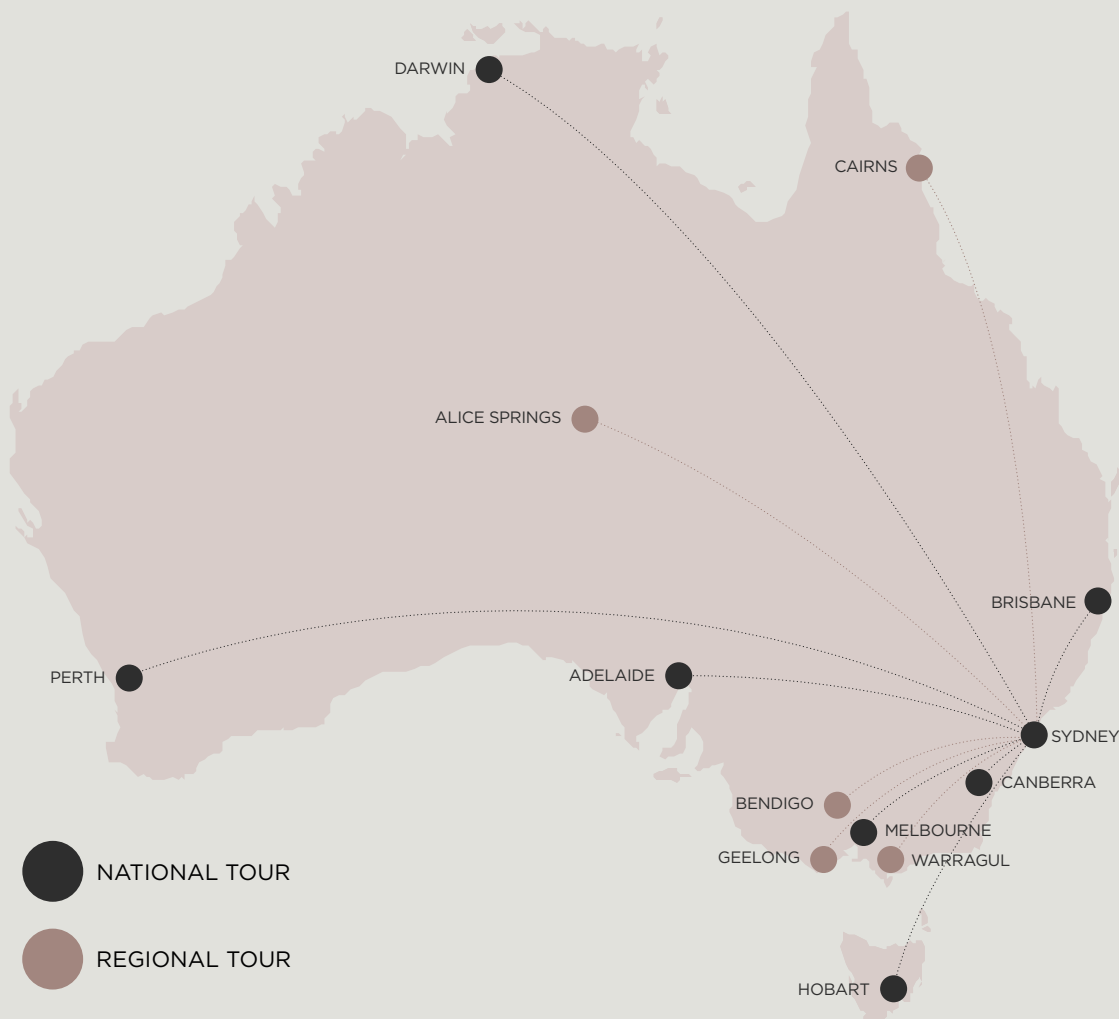 DARWIN
CAIRNS
ALICE SPRINGS
BRISBANE
PERTH
ADELAIDE
SYDNEY
CANBERRA
BENDIGO
MELBOURNE
GEELONG
WARRAGUL
NATIONAL TOUR
REGIONAL TOUR
HOBART